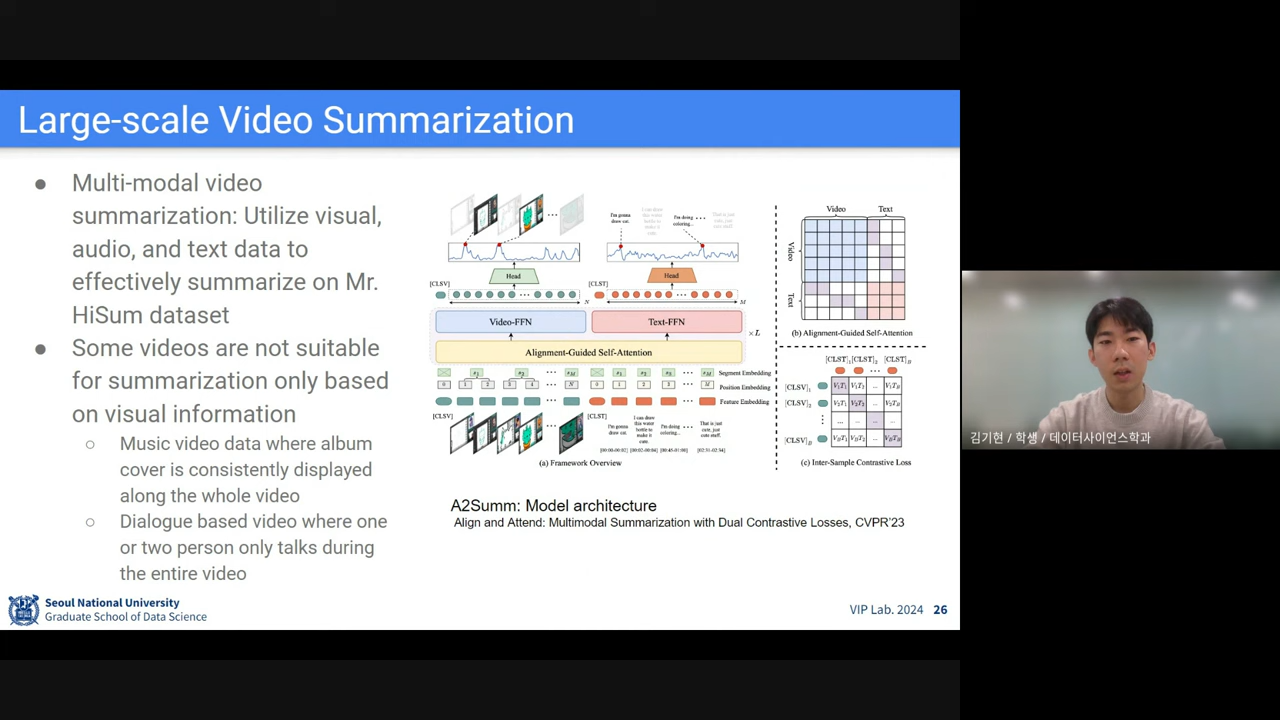 Large-scale Video Summarization
● Multi-modal video
summarization: Utilize visual,
audio, and text data to
effectively summarize on Mr.
HiSum dataset
● Some videos are not suitable
for summarization only based
on visual information
○ Music video data where album
cover is consistently displayed
along the whole video
○ Dialogue based video where one
or two person only talks during
the entire video
Head
Head
[CLSV]
[CLST]
N
M
Video-FFN
Text-FFN
× L
Alignment-Guided Self-Attention
Segment Embedding
Position Embedding
Feature Embedding
[CLSV]
[CLST]
[00:00-00:02]
(a) Framework Overview
Video
Text
Video
Text
(b) Alignment-Guided Self-Attention
(c) Inter-Sample Contrastive Loss
A2Summ: Model architecture
Align and Attend: Multimodal Summarization with Dual Contrastive Losses, CVPR'23
Seoul National University
Graduate School of Data Science
VIP Lab. 2024 26
김기현 / 학생 / 데이터사이언스학과